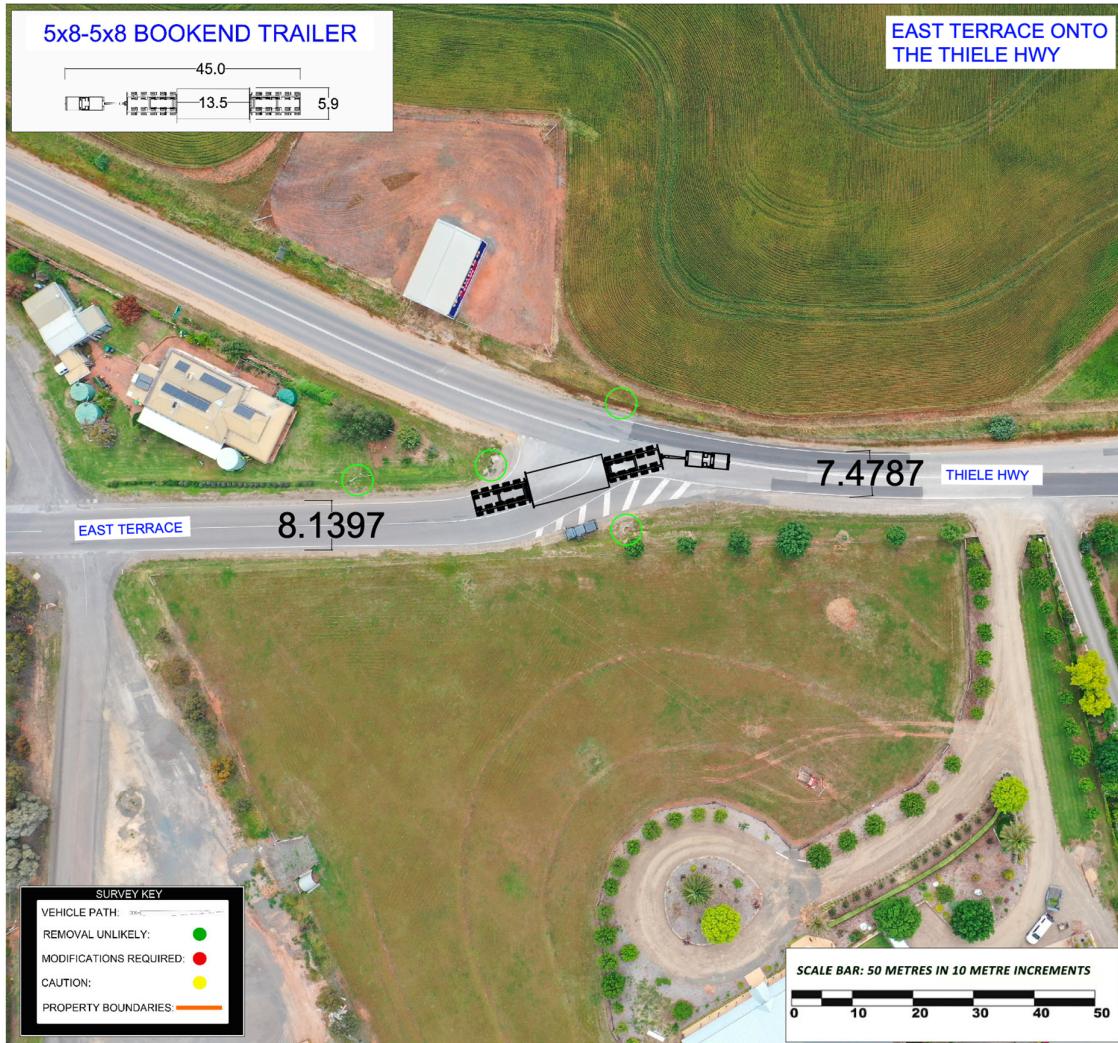 5x8-5x8 BOOKEND TRAILER
45.0
13.5
5.9
EAST TERRACE ONTO
THE THIELE HWY
7.4787
THIELE HWY
EAST TERRACE
8.1397
SURVEY KEY
VEHICLE PATH:
REMOVAL UNLIKELY:
MODIFICATIONS REQUIRED:
CAUTION:
PROPERTY BOUNDARIES:
SCALE BAR: 50 METRES IN 10 METRE INCREMENTS
0 10 20 30 40 50